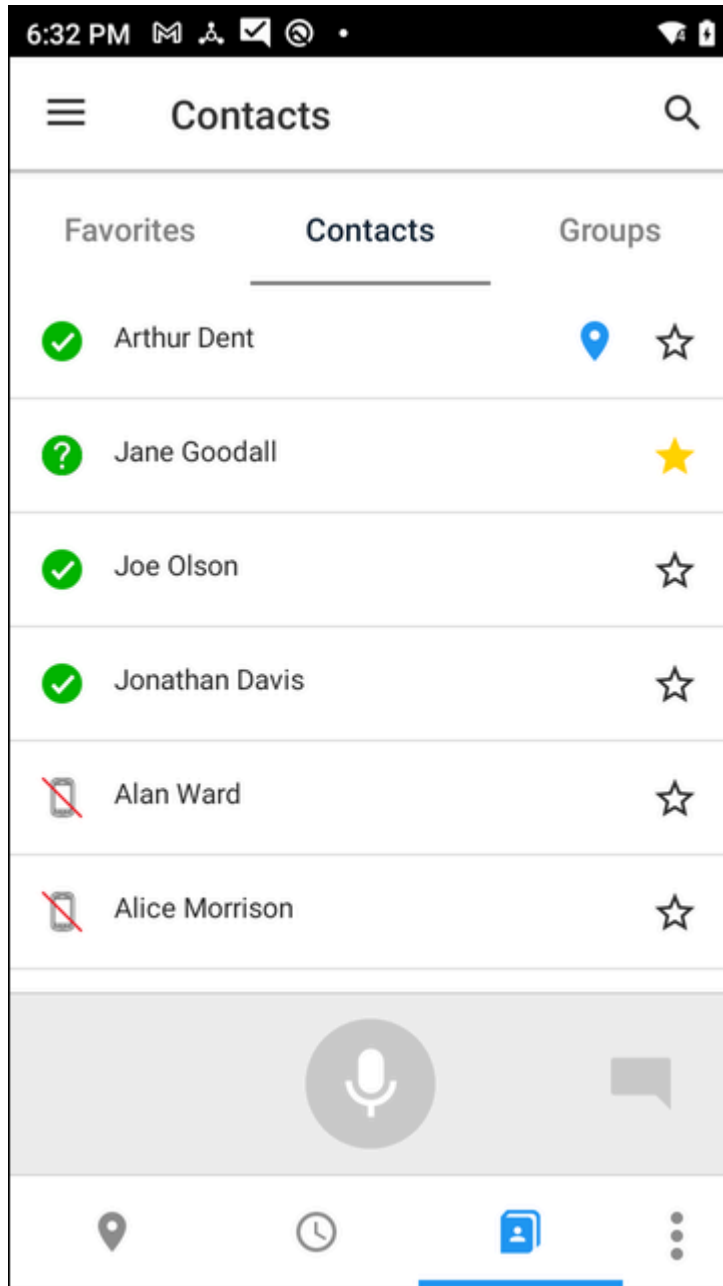 6:32 PM
Contacts
Favorites Contacts Groups
Arthur Dent
Jane Goodall
Joe Olson
Jonathan Davis
Alan Ward
Alice Morrison